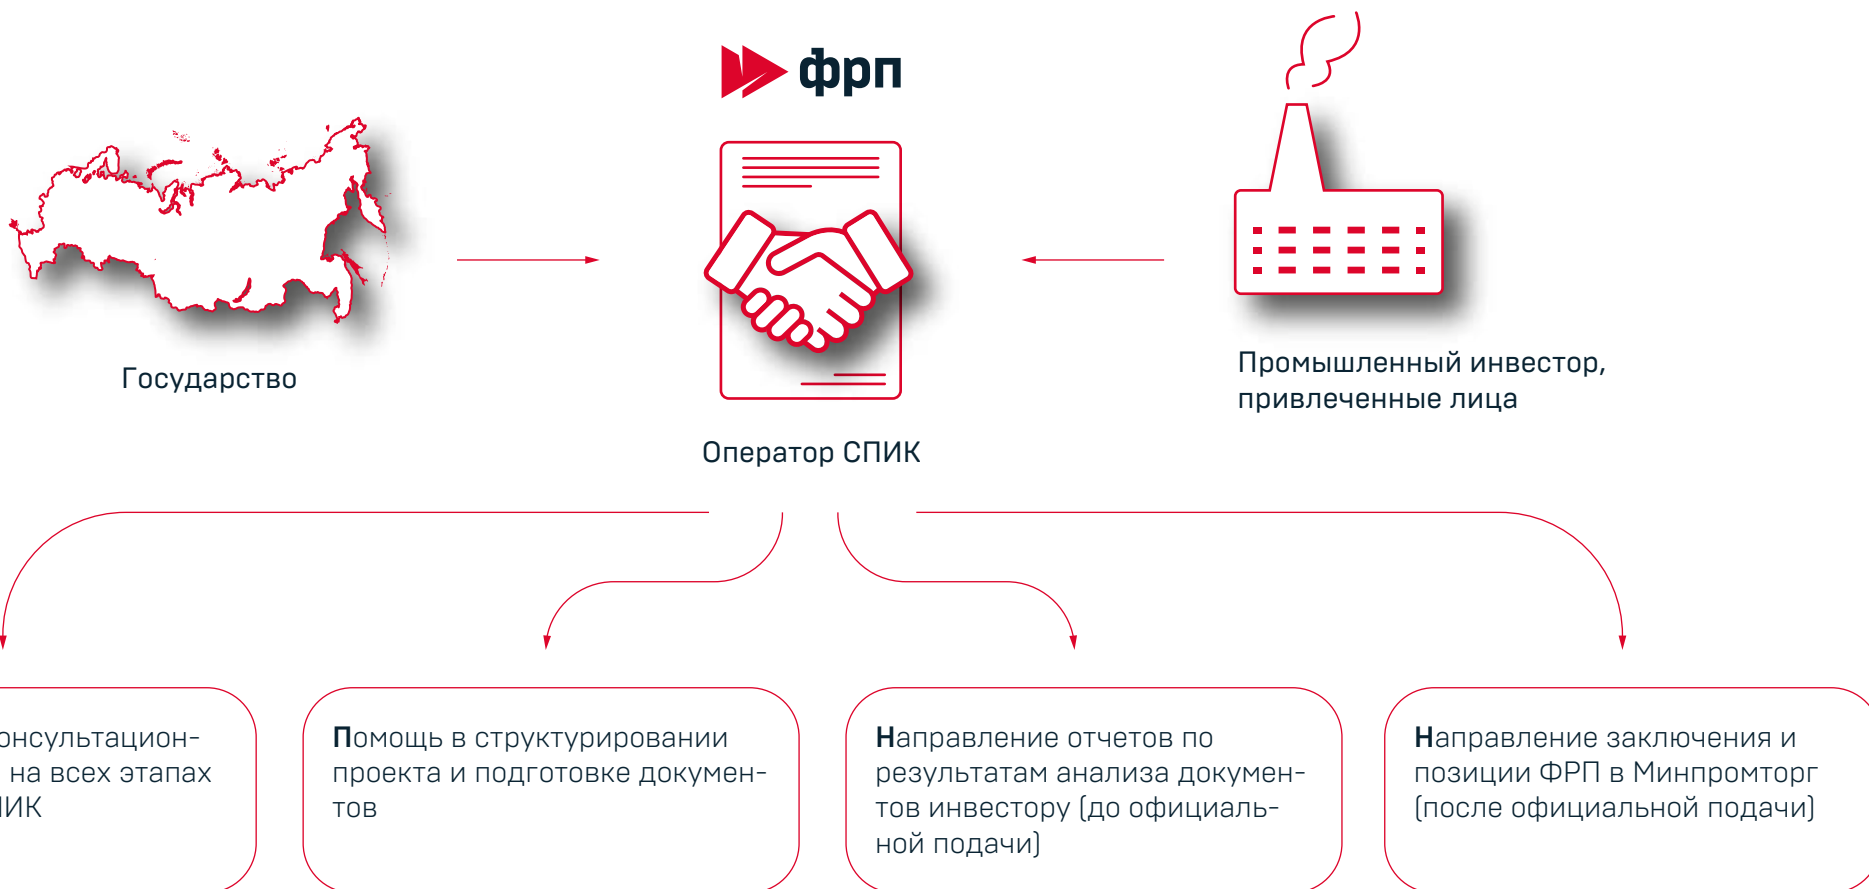 фрп
Государство
Промышленный инвестор,
привлеченные лица
Оператор СПИК
на всех этапах
Помощь в структурировании
проекта и подготовке докумен-
тов
Направление отчетов по
результатам анализа докумен-
тов инвестору (до официаль-
ной подачи)
Направление заключения и
позиции ФРП в Минпромторг
(после официальной подачи)